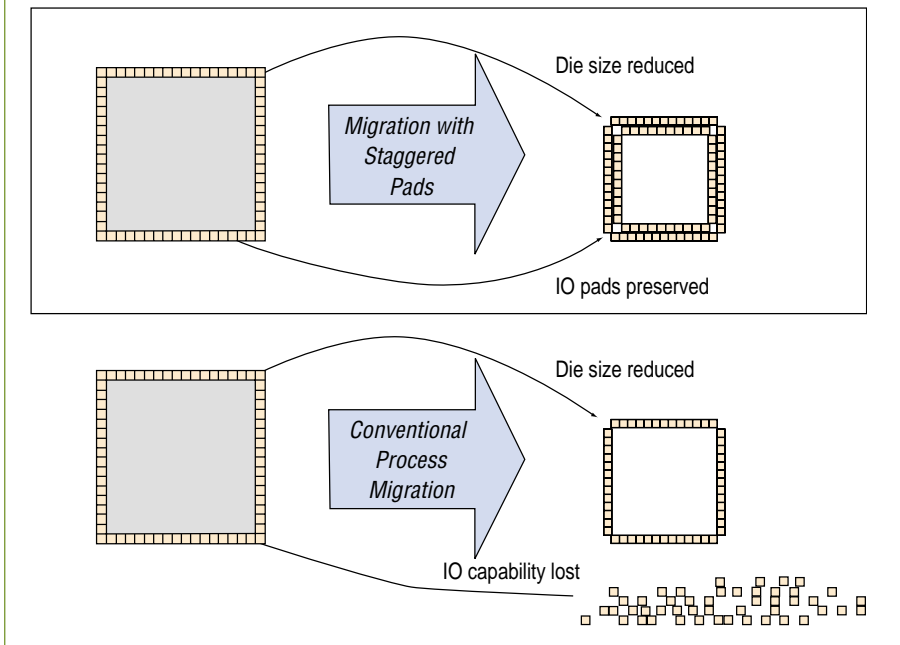 Die size reduced
Migration with
Staggered
Pads
IO pads preserved
Die size reduced
Conventional
Process
Migration
IO capability lost